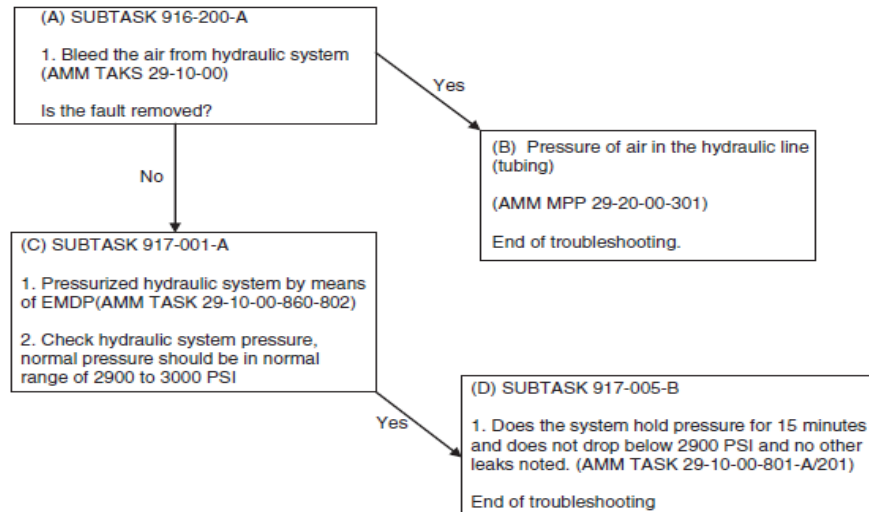 (A) SUBTASK 916-200-A
1. Bleed the air from hydraulic system
(AMM TAKS 29-10-00)
Is the fault removed?
Yes
No
(B) Pressure of air in the hydraulic line
(tubing)
(AMM MPP 29-20-00-301)
End of troubleshooting.
(C) SUBTASK 917-001-A
1. Pressurized hydraulic system by means
of EMDP(AMM TASK 29-10-00-860-802)
2. Check hydraulic system pressure,
normal pressure should be in normal
range of 2900 to 3000 PSI
Yes
(D) SUBTASK 917-005-B
1. Does the system hold pressure for 15 minutes
and does not drop below 2900 PSI and no other
leaks noted. (AMM TASK 29-10-00-801-A/201)
End of troubleshooting